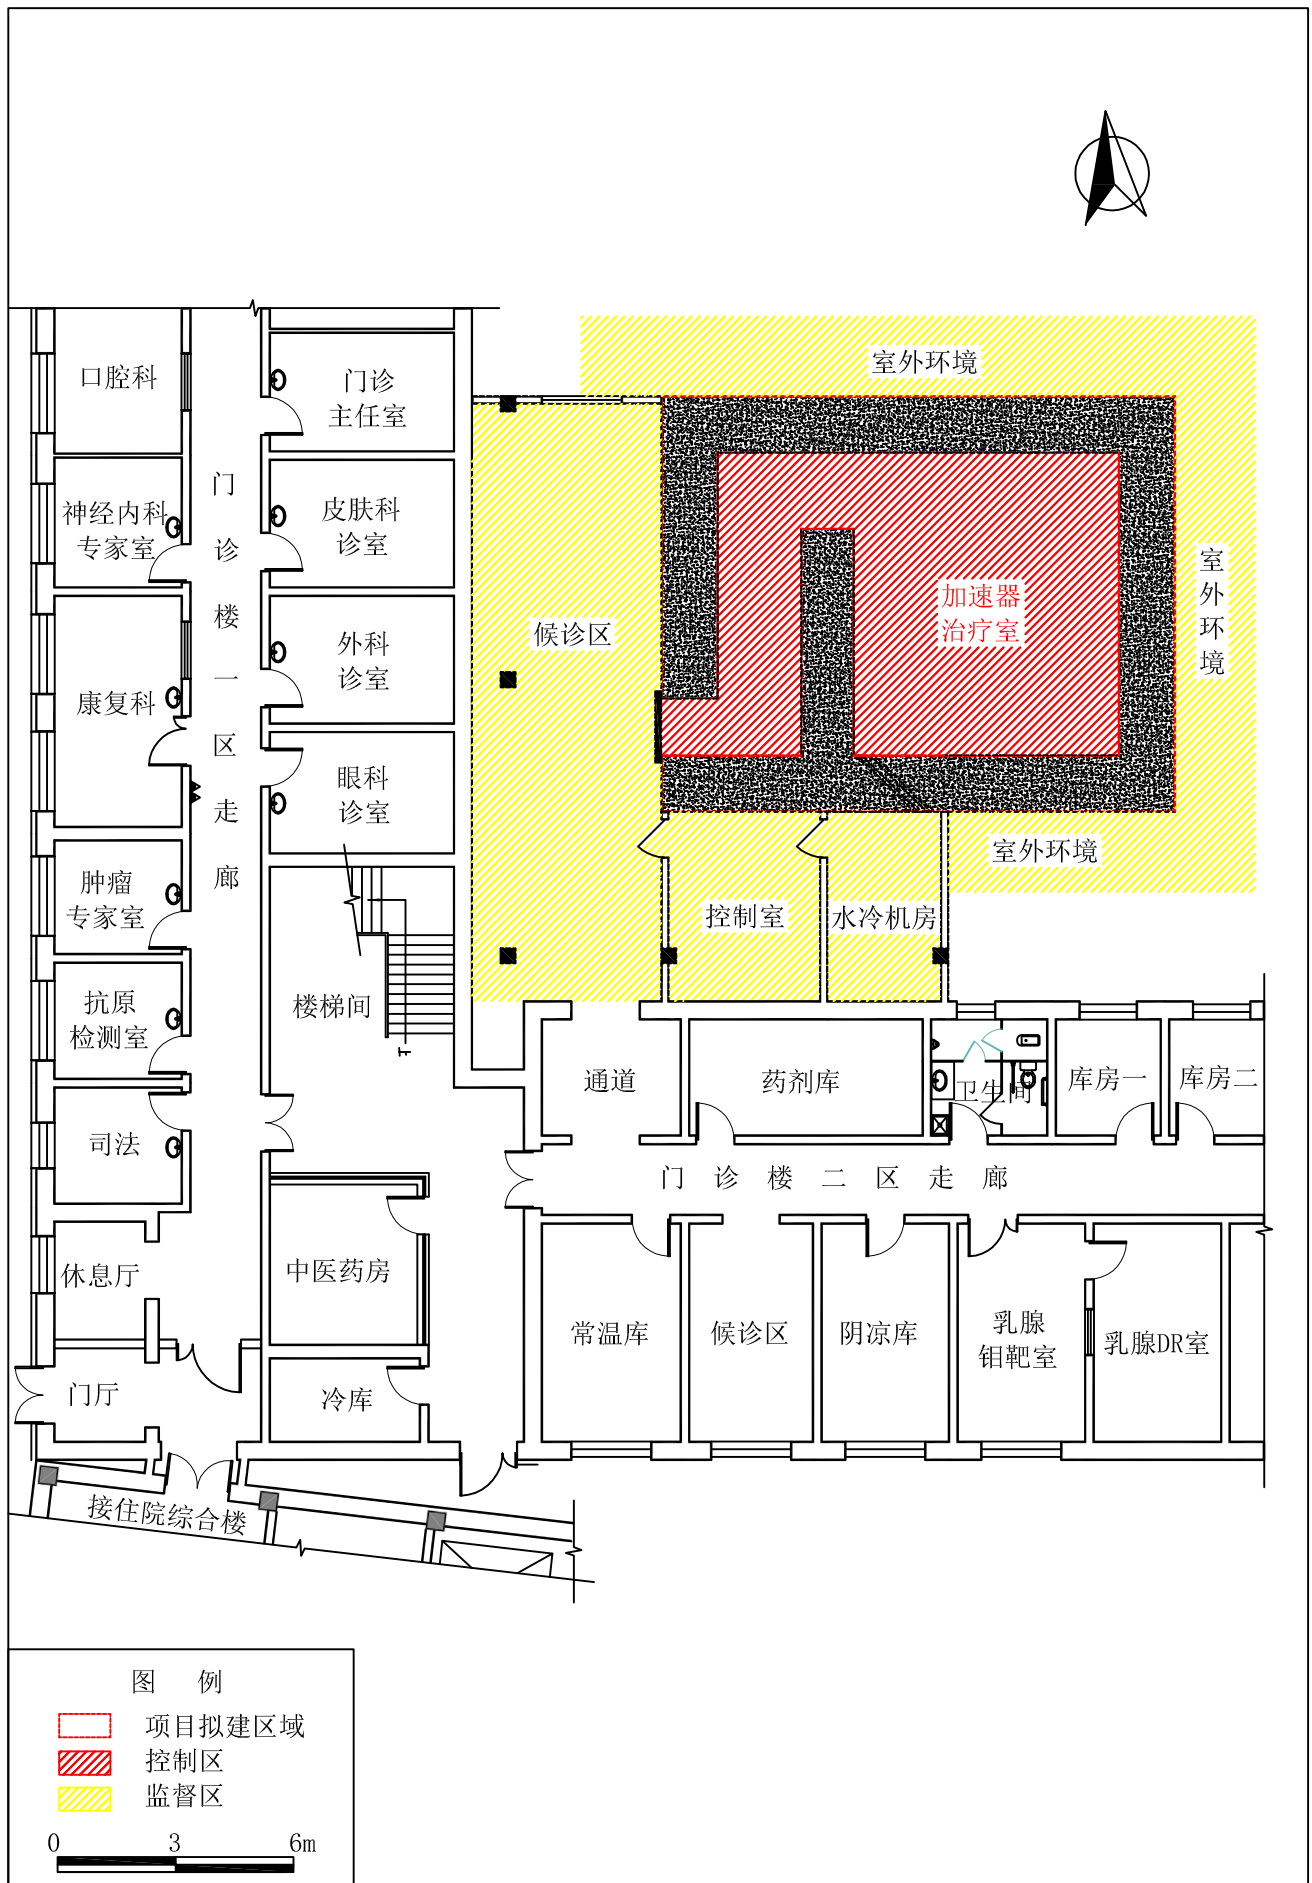 室外环境
口腔科
门诊
主任室
神经内科
专家室
门诊楼一区走廊
皮肤科
诊室
室外环境
加速器
治疗室
候诊区
外科
诊室
康复科
眼科
诊室
室外环境
肿瘤
专家室
控制室
水冷机房
抗原
检测室
楼梯间
通道
药剂库
卫生间
库房一
库房二
司法
门诊楼二区走廊
休息厅
中医药房
常温库
候诊区
阴凉库
乳腺
钼靶室
乳腺DR室
门厅
冷库
接住院综合楼
图 例
项目拟建区域
控制区
监督区
0 3 6m